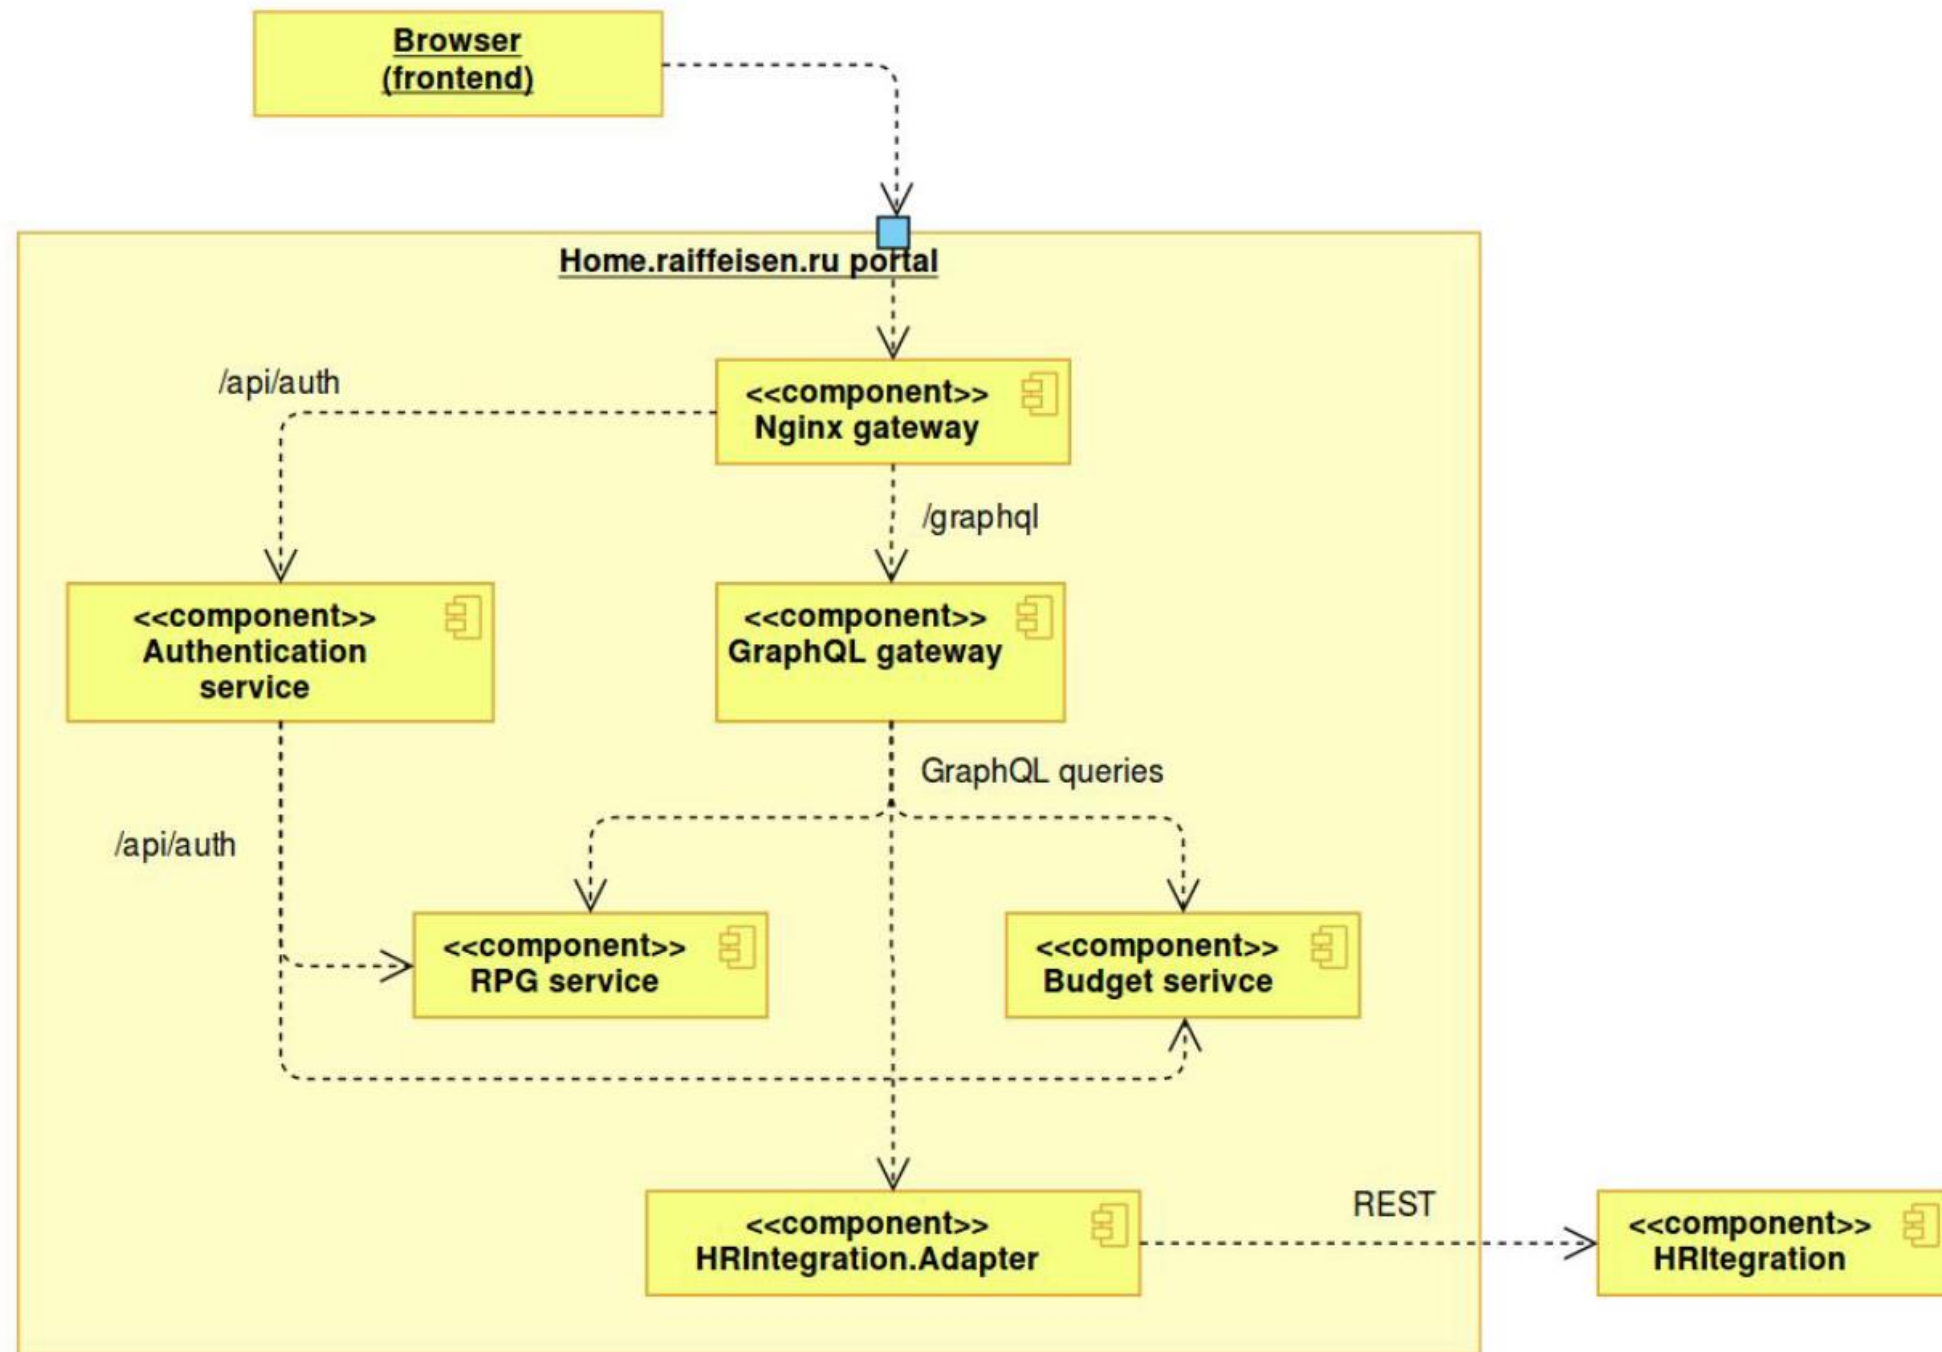 Browser
(frontend)
Home.raiffeisen.ru portal
/api/auth
<<component>>
Nginx gateway
/graphql
<<component>>
Authentication
service
<<component>>
GraphQL gateway
GraphQL queries
/api/auth
<<component>>
RPG service
<<component>>
Budget serivce
<<component>>
HRIntegration.Adapter
REST
<<component>>
HRItegration